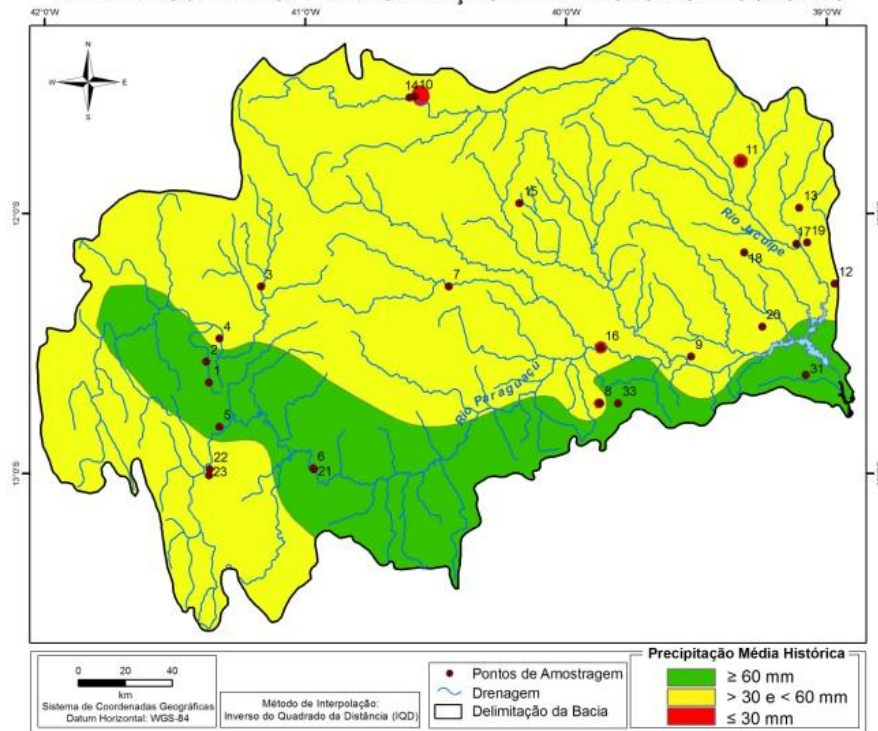 42°0'W 41°0'W 40°0'W 39°0'W
N
W E
S
14 10
11
15
13
12°0'S
Rio Jacuípe
17 19
18
3
7
12
4
20
2
16
9
1
31
Rio Paraguaçú
8 33
5
22
6
13°0'S
23
21
0 20 40
km
Sistema de Coordenadas Geográficas
Datum Horizontal: WGS-84
Método de Interpolação:
Inverso do Quadrado da Distância (IQD)
Pontos de Amostragem
Drenagem
Delimitação da Bacia
Precipitação Média Histórica
≥ 60 mm
> 30 e < 60 mm
≤ 30 mm